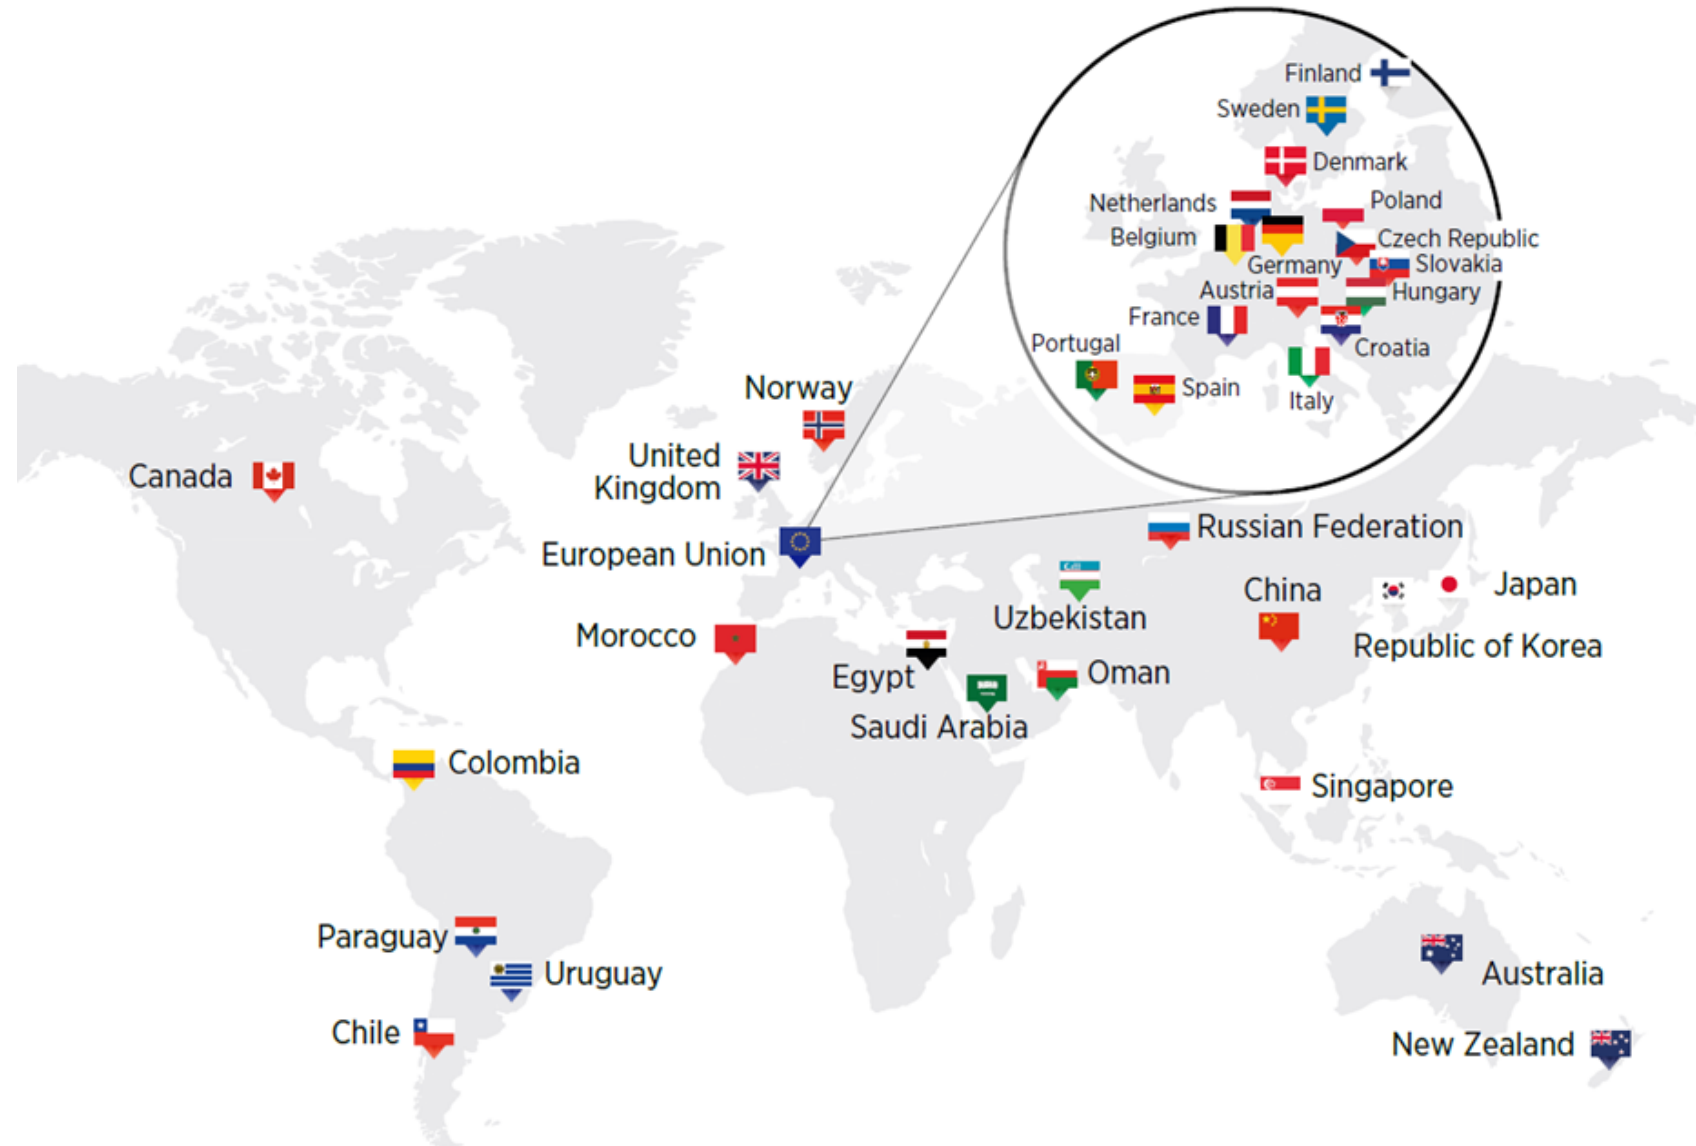 Finland
Sweden
Denmark
Netherlands
Poland
Belgium
Czech Republic
Germany
Slovakia
Austria
Hungary
France
Croatia
Portugal
Spain
Italy
Norway
United
Kingdom
Canada
European Union
Russian Federation
Uzbekistan
China
Japan
Morocco
Republic of Korea
Egypt
Oman
Saudi Arabia
Colombia
Singapore
Paraguay
Uruguay
Australia
Chile
New Zealand